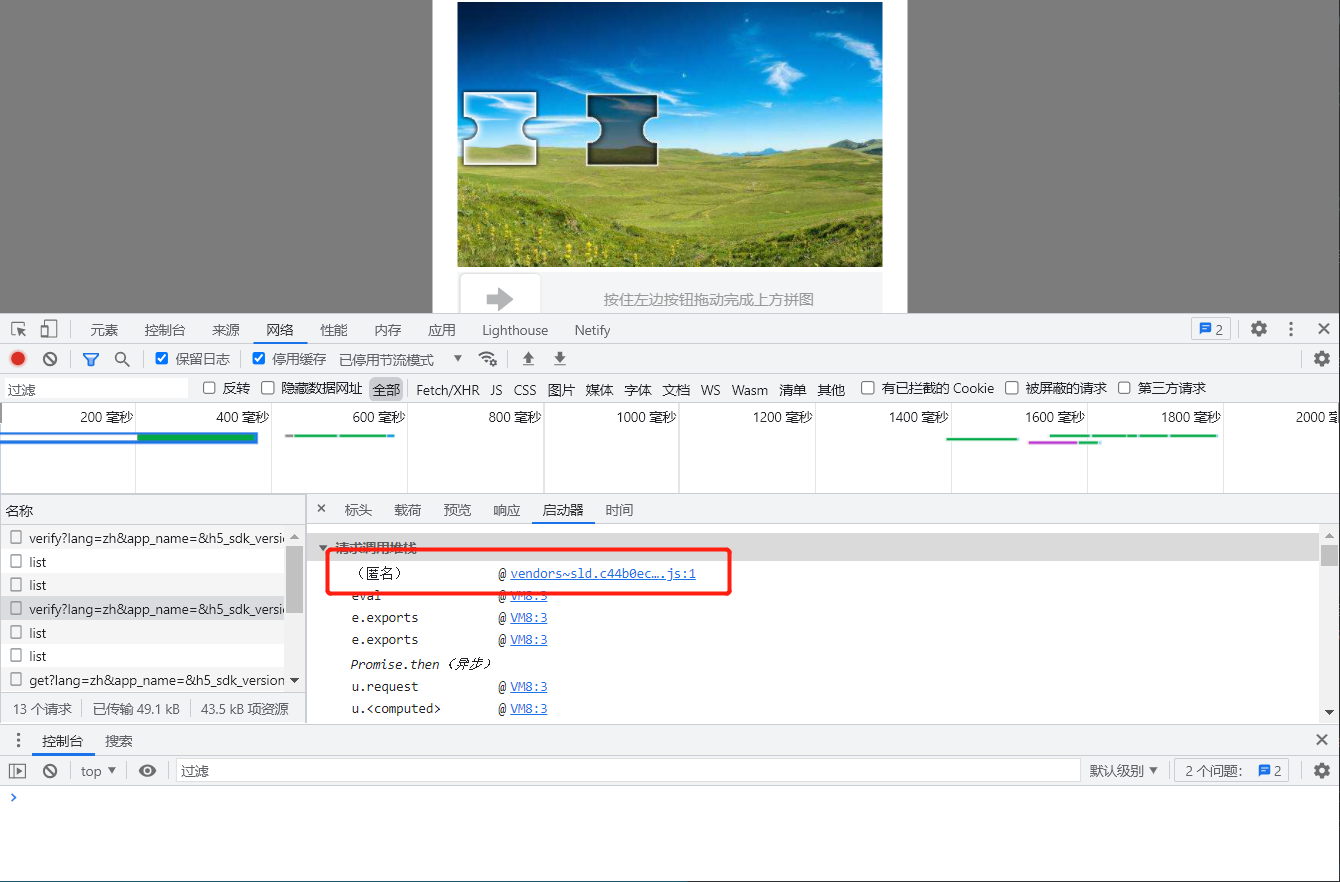 按住左边按钮拖动完成上方拼图
元素 控制台 来源 网络 性能 内存 应用 Lighthouse Netify 2
保留日志 停用缓存 已停用节流模式
过滤 反转 隐藏数据网址 全部 Fetch/XHR JS CSS 图片 媒体 字体 文档 WS Wasm 清单 其他 有已拦截的 Cookie 被屏蔽的请求 第三方请求
200 毫秒 400 毫秒 600 毫秒 800 毫秒 1000 毫秒 1200 毫秒 1400 毫秒 1600 毫秒 1800 毫秒 2000 毫
名称
verify?lang=zh&app_name=&h5_sdk_versi
list
list
verify?lang=zh&app_name=&h5_sdk_versi
list
list
get?lang=zh&app_name=&h5_sdk_version
13 个请求 已传输 49.1 kB 43.5 kB 项资源
× 标头 载荷 预览 响应 启动器 时间
请求调用堆栈
（匿名） @ vendors~sld.c44b0ec….js:1
eval @ VM8:3
e.exports @ VM8:3
e.exports @ VM8:3
Promise.then（异步）
u.request @ VM8:3
u.<computed> @ VM8:3
控制台 搜索
top 过滤 默认级别 2 个问题: 2